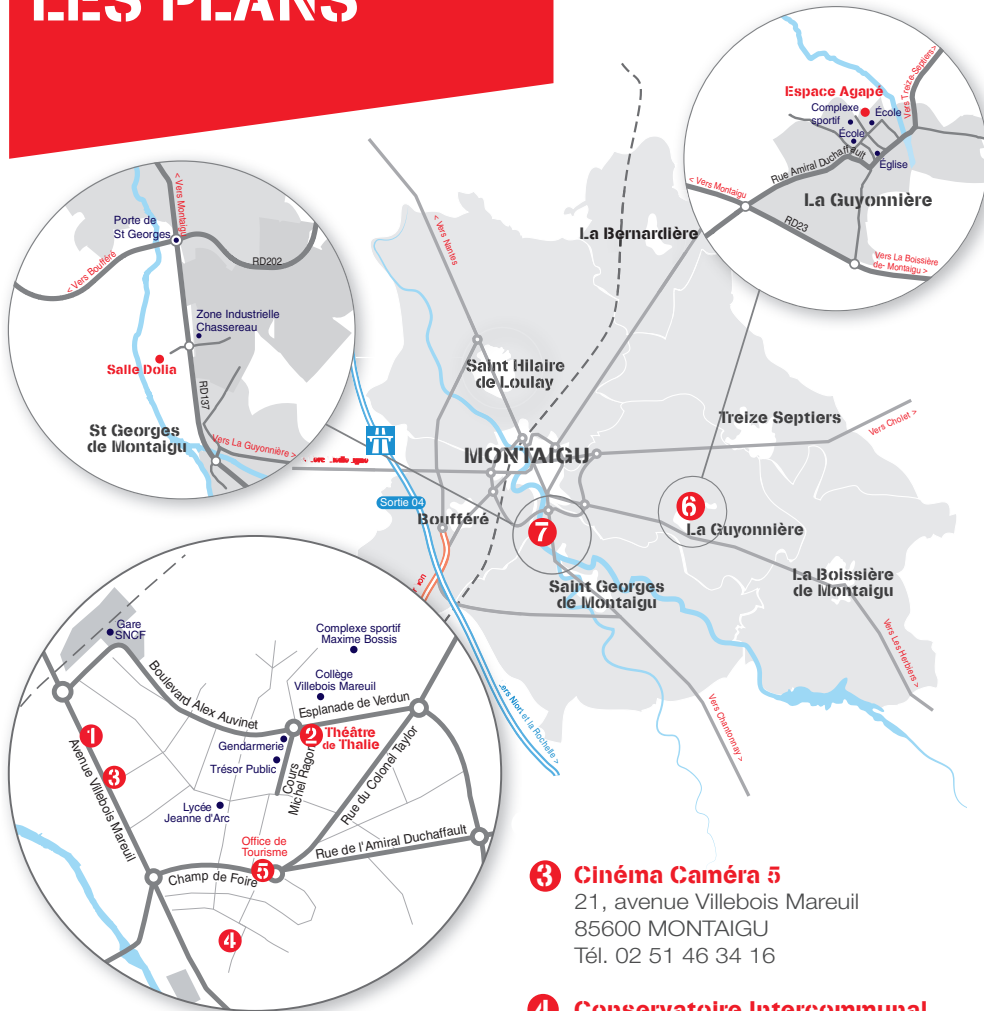 LES PLANS
Espace Agapé
Complexe
sportif
École
École
Église
Rue Amiral Duchaffault
Vers Treize-Septiers>
< Vers Montaigu
La Guyonnière
RD23
Vers La Boissière
de- Montaigu >
< Vers Montaigu
Porte de
St Georges
RD202
< Vers Boufféré
Zone Industrielle
Chassereau
Salle Dolia
RD137
St Georges
de Montaigu
Vers La Guyonnière >
< Vers Nantes
La Bernardière
Saint Hilaire
de Loulay
Treize Septiers
Vers Cholet >
MONTAIGU
Sortie 04
Boufféré
7
6
La Guyonnière
Saint Georges
de Montaigu
La Boissière
de Montaigu
Vers Les Herbiers >
Vers Chantonnay >
ers Niort et la Rochelle >
Gare
SNCF
Complexe sportif
Maxime Bossis
Collège
Villebois Mareuil
Boulevard Alex Auvinet
Esplanade de Verdun
1
2
Théâtre
de Thalie
Gendarmerie
Trésor Public
Cours
Michel Ragon
Rue du Colonel Taylor
3
Avenue Villebois Mareuil
Lycée
Jeanne d'Arc
Office de
Tourisme
5
Rue de l'Amiral Duchaffault
Champ de Foire
4
3 Cinéma Caméra 5
21, avenue Villebois Mareuil
85600 MONTAIGU
Tél. 02 51 46 34 16
4 Conservatoire Intercommunal